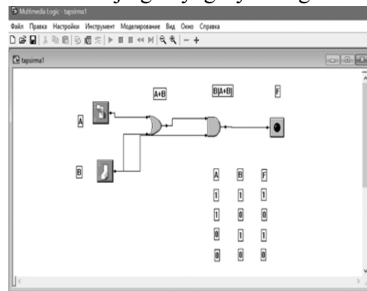 Multimedia Logic - tapsirma1
Файл Правка Настройки Инструмент Моделирование Вид Окно Справка
tapsirma1
A+B B(A+B) F
A
B
A B F
1 1 1
1 0 0
0 1 1
0 0 0